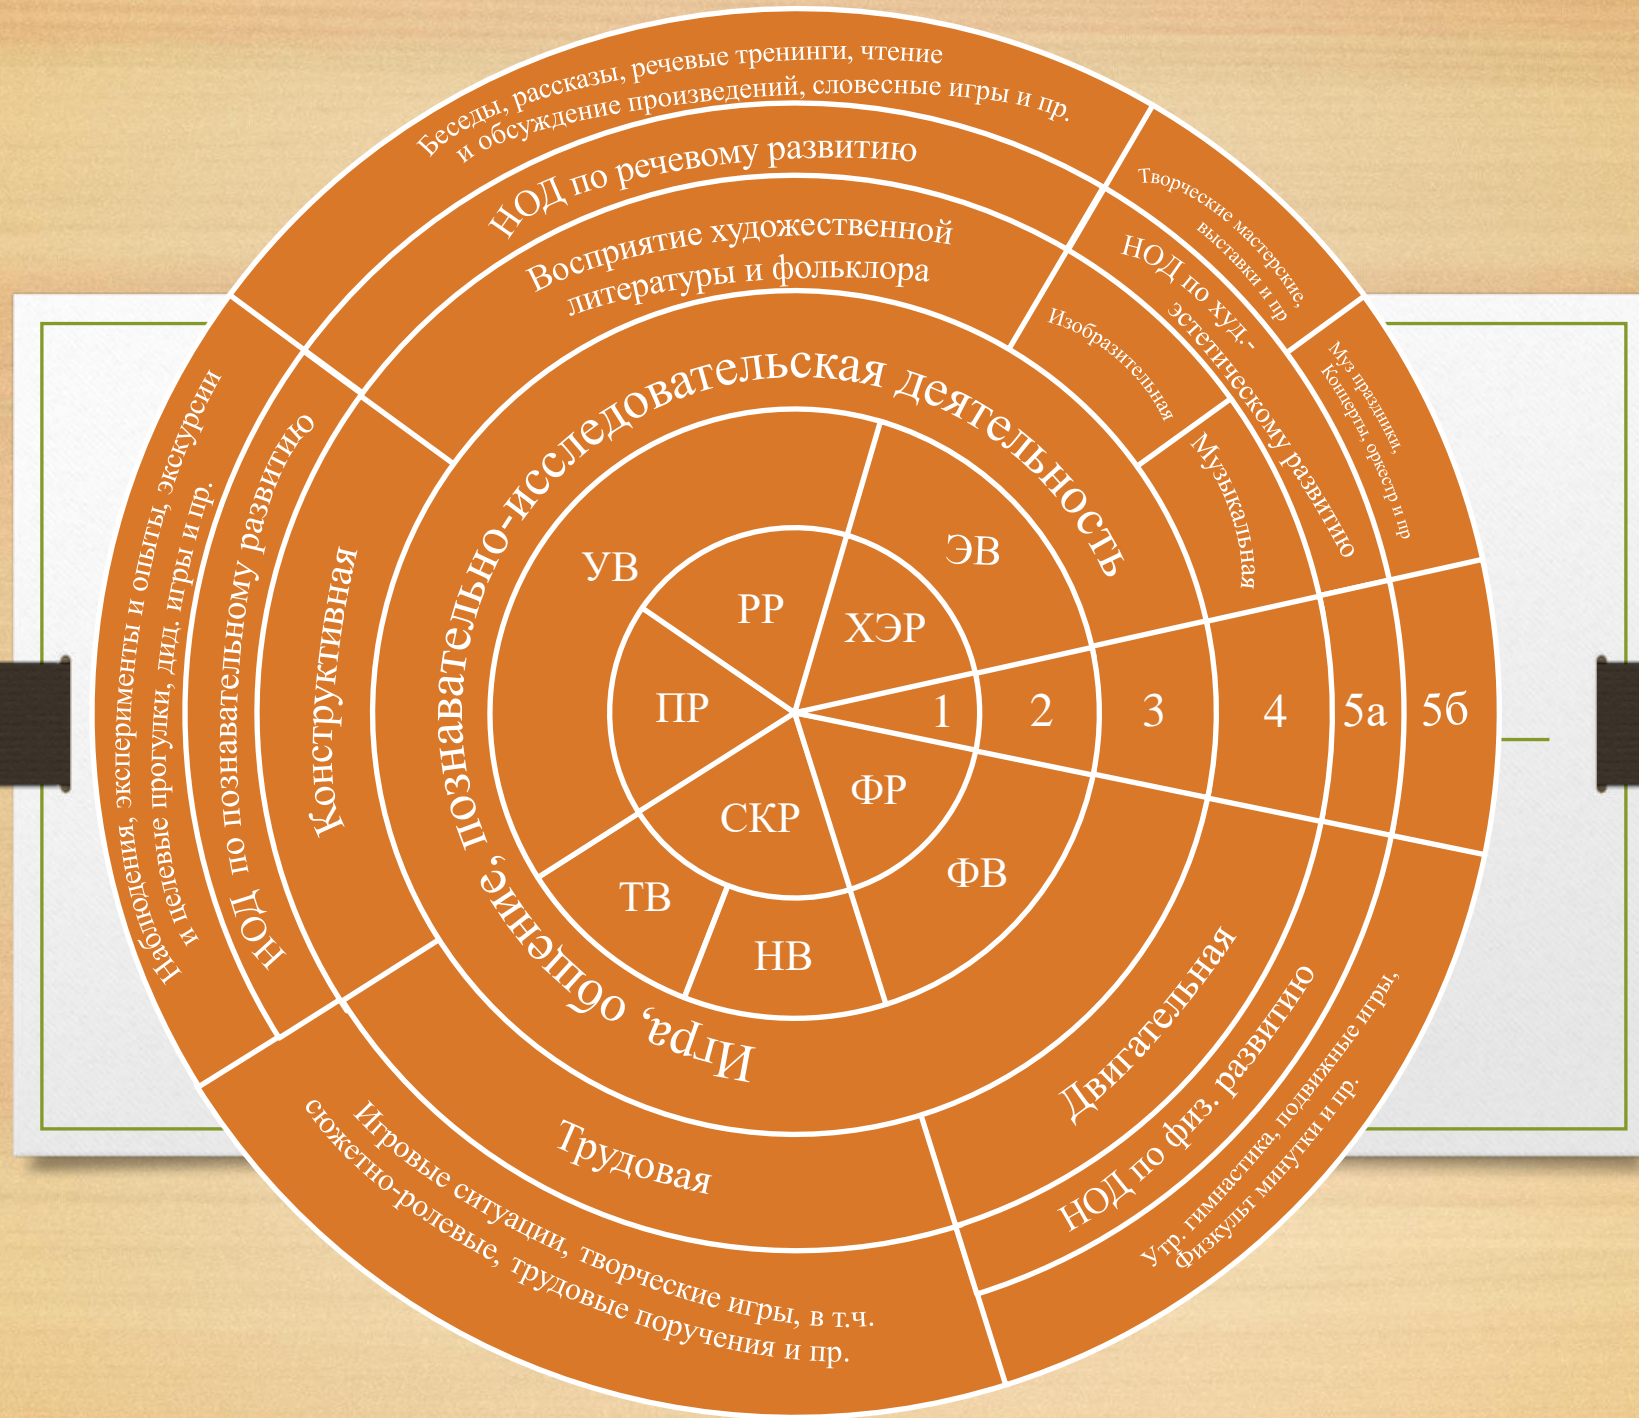 Беседы, рассказы, речевые тренинги, чтение
и обсуждение произведений, словесные игры и пр.
НОД по речевому развитию
Восприятие художественной
литературы и фольклора
Творческие мастерские,
выставки и пр
НОД по худ.-
эстетическому развитию
Изобразительная
Музыкальная
Муз праздники,
Концерты, оркестр и пр
Наблюдения, эксперименты и опыты, экскурсии
и целевые прогулки, дид. игры и пр.
НОД по познавательному развитию
Конструктивная
Игра, общение, познавательно-исследовательская деятельность
УВ
ЭВ
РР
ХЭР
ПР
1
2
3
4
5а
5б
СКР
ФР
ТВ
НВ
ФВ
Двигательная
НОД по физ. развитию
Утр. гимнастика, подвижные игры,
Физкульт минутки и пр.
Трудовая
Игровые ситуации, творческие игры, в т.ч.
сюжетно-ролевые, трудовые поручения и пр.